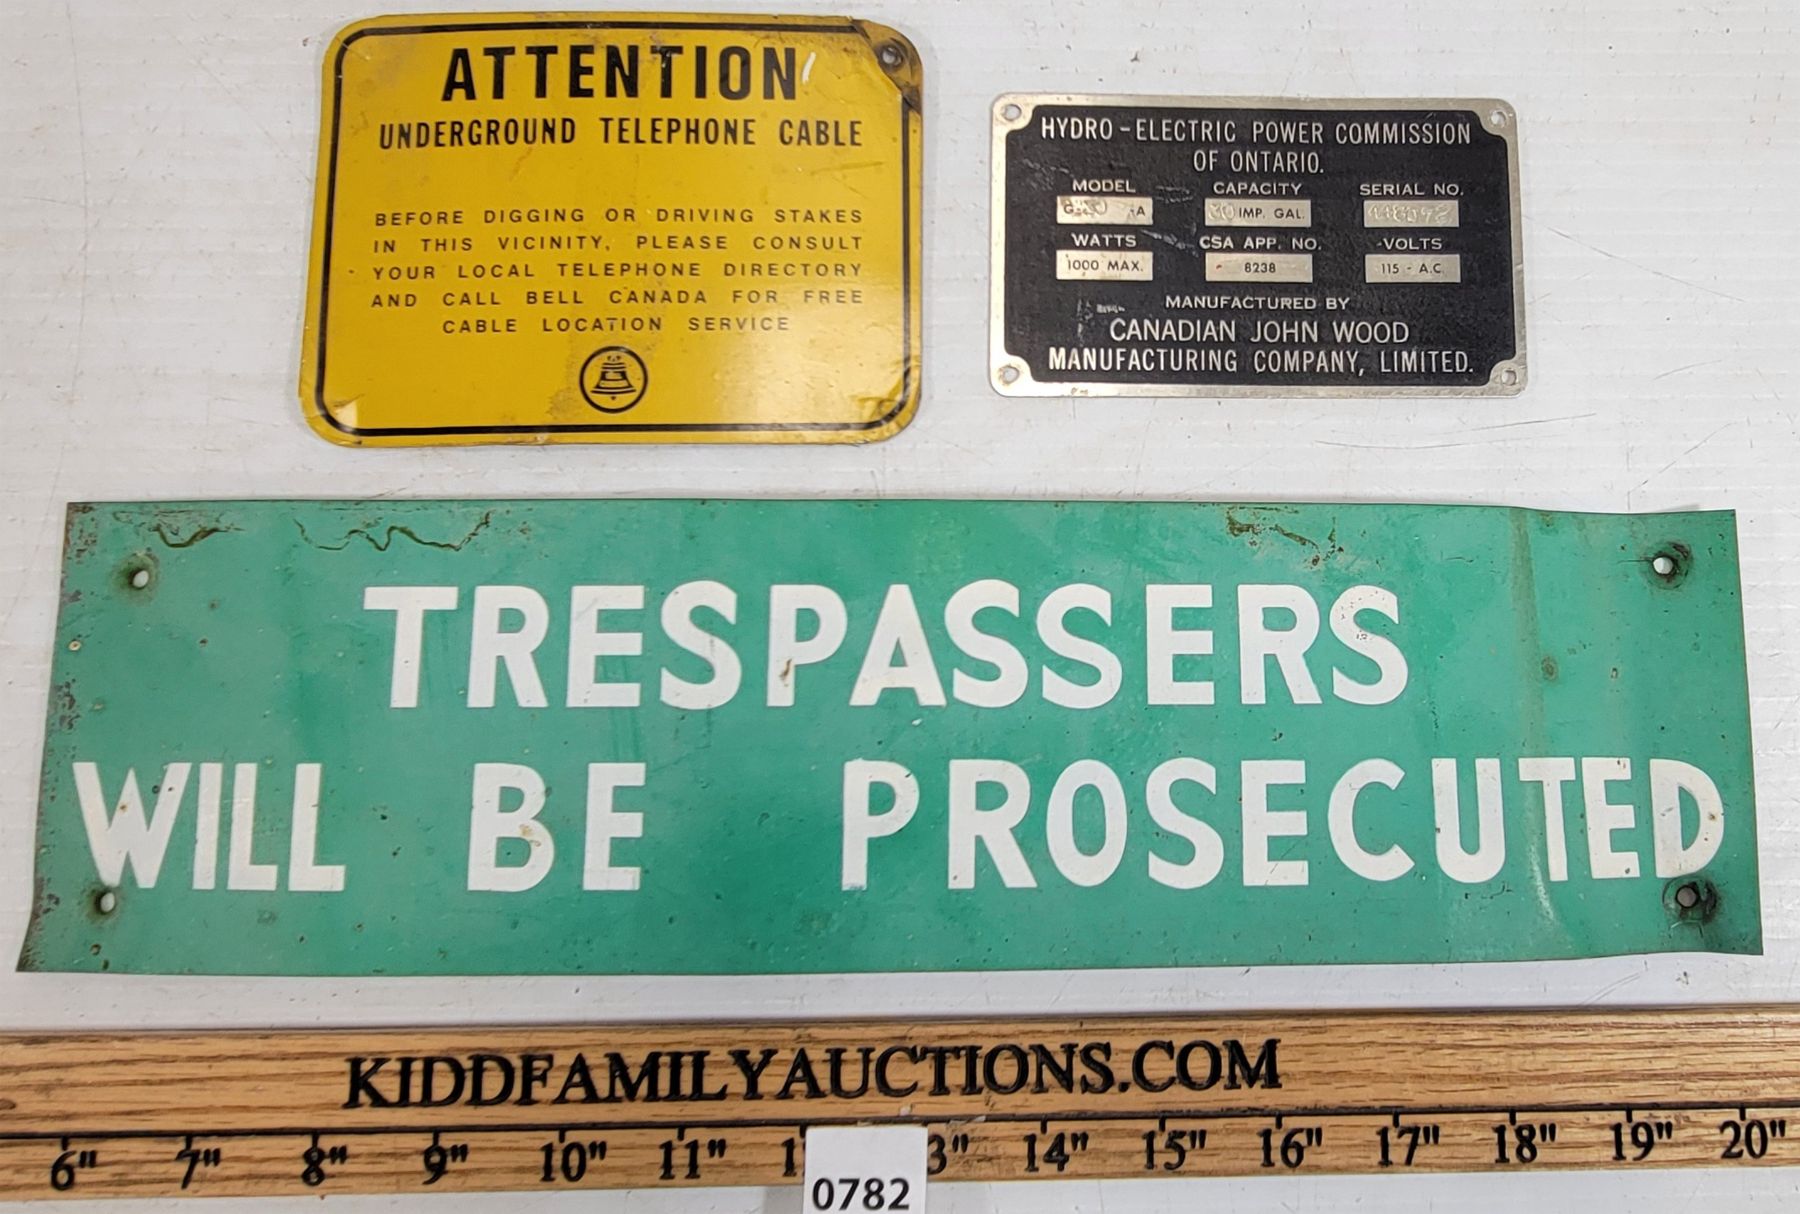 ATTENTION
UNDERGROUND TELEPHONE CABLE
BEFORE DIGGING OR DRIVING STAKES
IN THIS VICINITY, PLEASE CONSULT
YOUR LOCAL TELEPHONE DIRECTORY
AND CALL BELL CANADA FOR FREE
CABLE LOCATION SERVICE
HYDRO-ELECTRIC POWER COMMISSION
OF ONTARIO.
MODEL CAPACITY SERIAL NO.
IMP. GAL.
WATTS CSA APP. NO. VOLTS
1000 MAX. 8238 115 - A.C.
MANUFACTURED BY
CANADIAN JOHN WOOD
MANUFACTURING COMPANY, LIMITED.
TRESPASSERS
WILL BE PROSECUTED
KIDDFAMILYAUCTIONS.COM
6" 7" 8" 9" 10" 11" 14" 15" 16" 17" 18" 19" 20"
0782